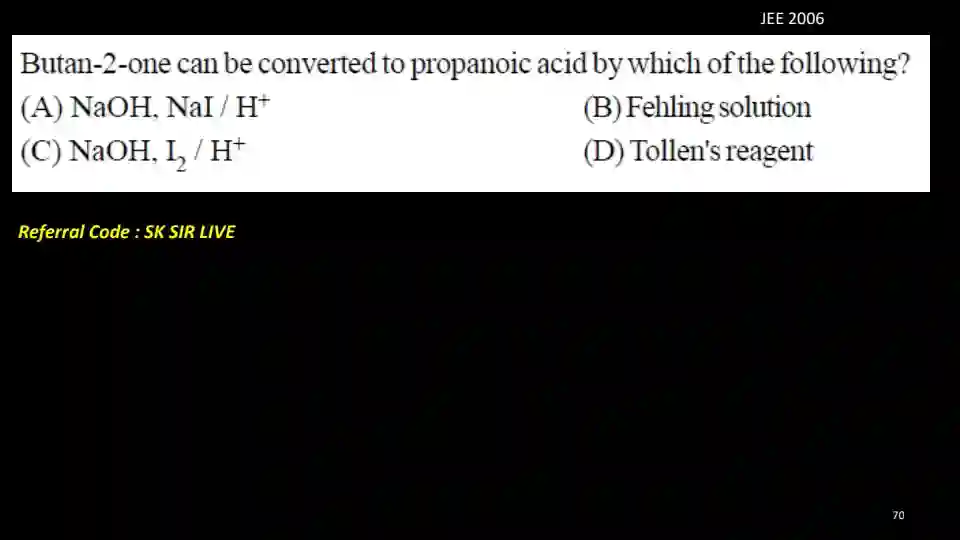 JEE 2006
Butan-2-one can be converted to propanoic acid by which of the following?
(A) NaOH, NaI / H⁺ (B) Fehling solution
(C) NaOH, I₂ / H⁺ (D) Tollen's reagent
Referral Code : SK SIR LIVE
70